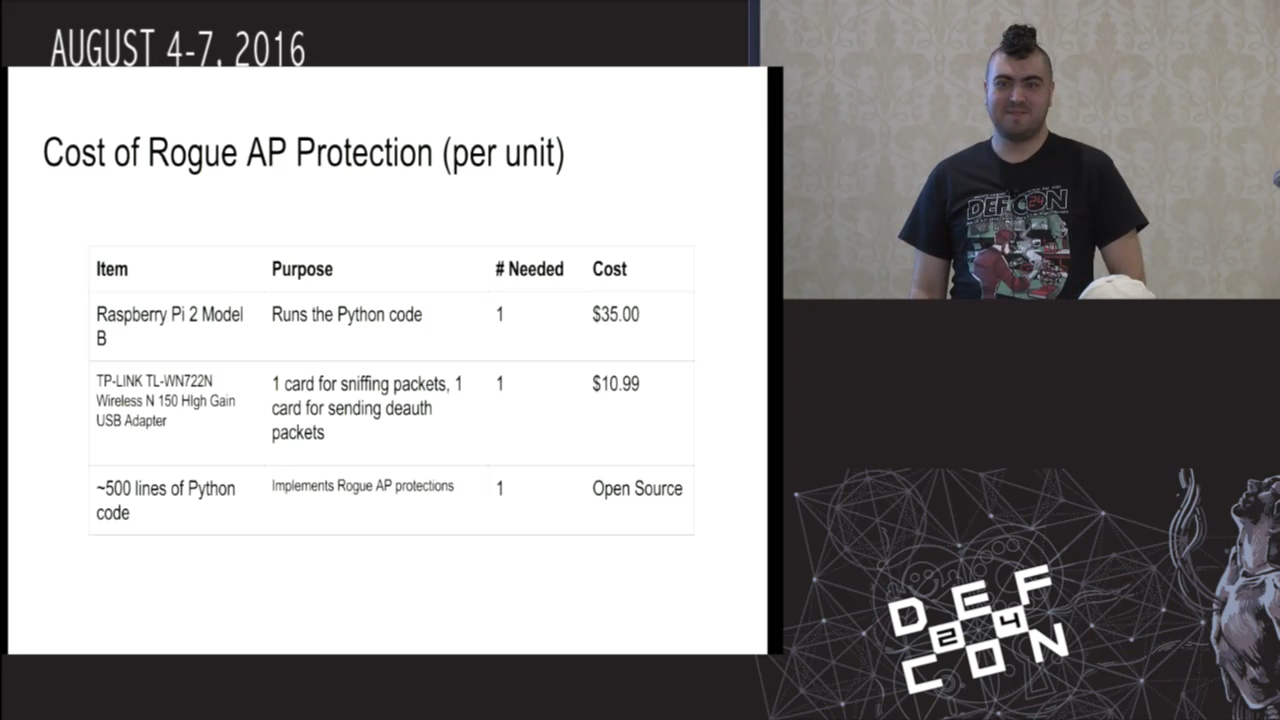 AUGUST 4-7, 2016
Cost of Rogue AP Protection (per unit)
Item Purpose # Needed Cost
Raspberry Pi 2 Model
B
Runs the Python code
1
$35.00
TP-LINK TL-WN722N
Wireless N 150 HIgh Gain
USB Adapter
1 card for sniffing packets, 1
card for sending deauth
packets
1
$10.99
~500 lines of Python
code
Implements Rogue AP protections
1
Open Source
DEF CON
DEF
24
CON